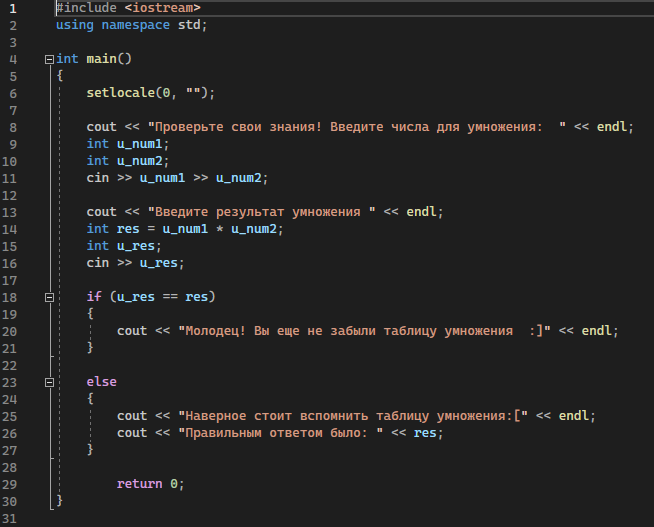 1 #include <iostream>
2 using namespace std;
3
4 int main()
5 {
6 setlocale(0, "");
7
8 cout << "Проверьте свои знания! Введите числа для умножения:  " << endl;
9 int u_num1;
10 int u_num2;
11 cin >> u_num1 >> u_num2;
12
13 cout << "Введите результат умножения " << endl;
14 int res = u_num1 * u_num2;
15 int u_res;
16 cin >> u_res;
17
18 if (u_res == res)
19 {
20 cout << "Молодец! Вы еще не забыли таблицу умножения  :]" << endl;
21 }
22
23 else
24 {
25 cout << "Наверное стоит вспомнить таблицу умножения:[" << endl;
26 cout << "Правильным ответом было: " << res;
27 }
28
29 return 0;
30 }
31